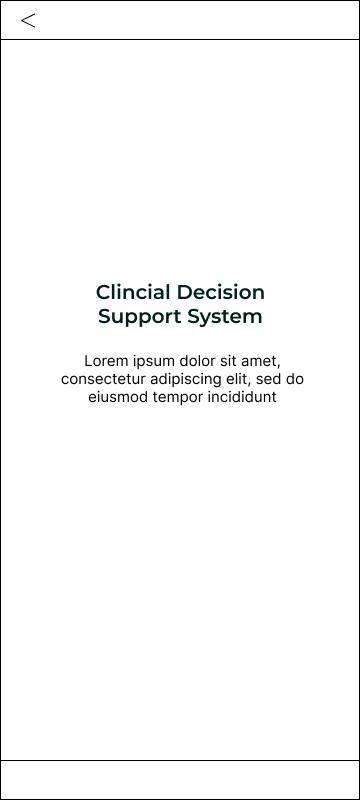 Clincial Decision
Support System
Lorem ipsum dolor sit amet,
consectetur adipiscing elit, sed do
eiusmod tempor incididunt